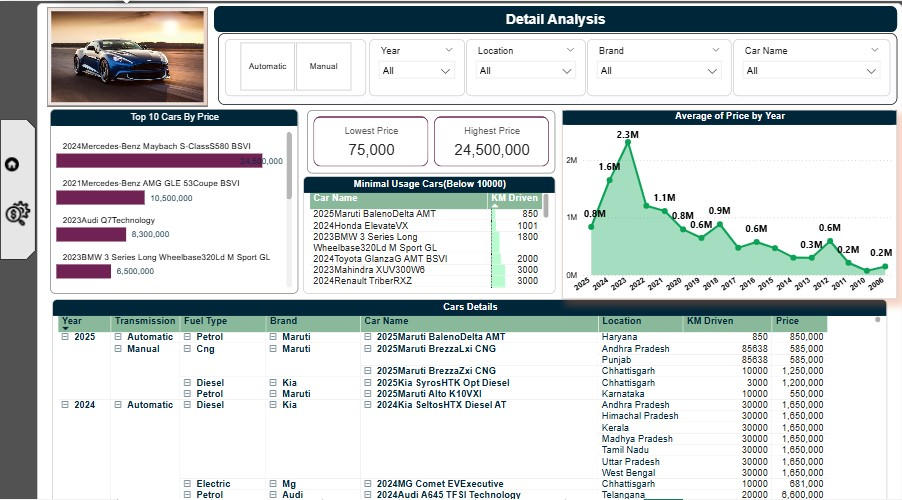 Detail Analysis
Automatic
Manual
Year
All
Location
All
Brand
All
Car Name
All
Top 10 Cars By Price
2024Mercedes-Benz Maybach S-ClassS580 BSVI
24,500,000
2021Mercedes-Benz AMG GLE 53Coupe BSVI
10,500,000
2023Audi Q7Technology
8,300,000
2023BMW 3 Series Long Wheelbase320Ld M Sport GL
6,500,000
Lowest Price
75,000
Highest Price
24,500,000
Minimal Usage Cars(Below 10000)
Car Name KM Driven
2025Maruti BalenoDelta AMT 850
2024Honda ElevateVX 1001
2023BMW 3 Series Long 1800
Wheelbase320Ld M Sport GL
2024Toyota GlanzaG AMT BSVI 2000
2023Mahindra XUV300W6 3000
2024Renault TriberRXZ 3000
Average of Price by Year
2M
1M
0M
0.8M
1.6M
2.3M
1.1M
0.8M
0.6M
0.9M
0.6M
0.3M
0.6M
0.2M
0.2M
2025 2024 2023 2022 2021 2020 2019 2018 2017 2016 2015 2014 2013 2012 2011 2010 2006
Cars Details
Year Transmission Fuel Type Brand Car Name Location KM Driven Price
2025 Automatic Petrol Maruti 2025Maruti BalenoDelta AMT Haryana 850 850,000
Manual Cng Maruti 2025Maruti BrezzaLxi CNG Andhra Pradesh 85638 585,000
Punjab 85638 585,000
2025Maruti BrezzaZxi CNG Chhattisgarh 10000 1,250,000
Diesel Kia 2025Kia SyrosHTK Opt Diesel Chhattisgarh 3000 1,200,000
Petrol Maruti 2025Maruti Alto K10VXI Karnataka 10000 550,000
2024 Automatic Diesel Kia 2024Kia SeltosHTX Diesel AT Andhra Pradesh 30000 1,650,000
Himachal Pradesh 30000 1,650,000
Kerala 30000 1,650,000
Madhya Pradesh 30000 1,650,000
Tamil Nadu 30000 1,650,000
Uttar Pradesh 30000 1,650,000
West Bengal 30000 1,650,000
Electric Mg 2024MG Comet EVExecutive Chhattisgarh 10000 681,000
Petrol Audi 2024Audi A645 TFSI Technology Telangana 20000 6,600,000